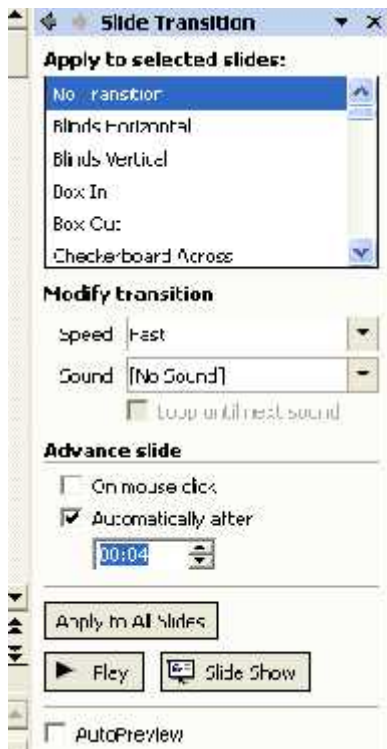 Slide Transition
Apply to selected slides:
No Transition
Blinds Horizontal
Blinds Vertical
Box In
Box Out
Checkerboard Across
Modify transition
Speed Fast
Sound [No Sound]
Loop until next sound
Advance slide
On mouse click
Automatically after
00:04
Apply to All Slides
Play Slide Show
AutoPreview